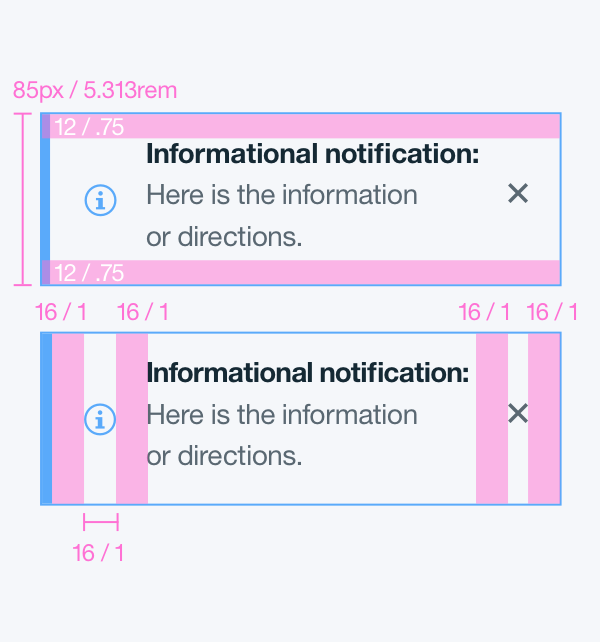 85px / 5.313rem
12 / .75
Informational notification:
Here is the information
or directions.
12 / .75
16 / 1 16 / 1 16 / 1 16 / 1
Informational notification:
Here is the information
or directions.
16 / 1